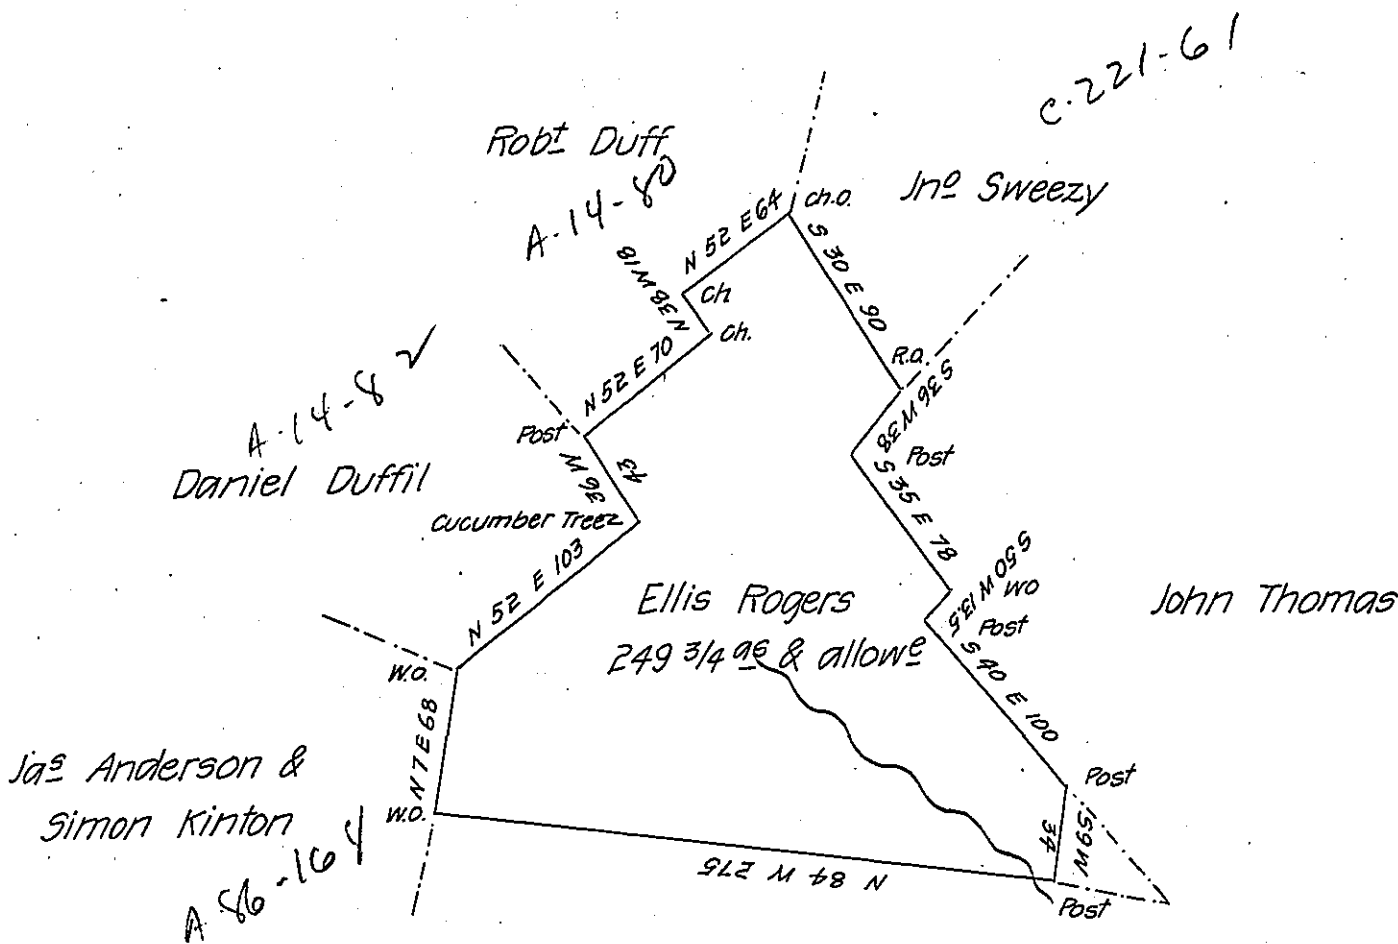 C-221-61
Robt Duff
A-14-80
Jno Sweezy
Ch.O.
N 52 E 64
S 30 E 90
N 38 W 18
Ch
Ch.
R.O.
N 52 E 70
S 36 W 38
A-14-82
Post
Post
Daniel Duffil
36 W 43
S 35 E 78
Cucumber Tree
N 52 E 103
S 50 W 13.5
WO
Ellis Rogers
John Thomas
Post
249 3/4 as & allowe
W.O.
S 40 E 100
N 7 E 68
Jas Anderson &
Simon Kinton
Post
W.O.
S 9 W 34
N 84 W 275
A-86-164
Post